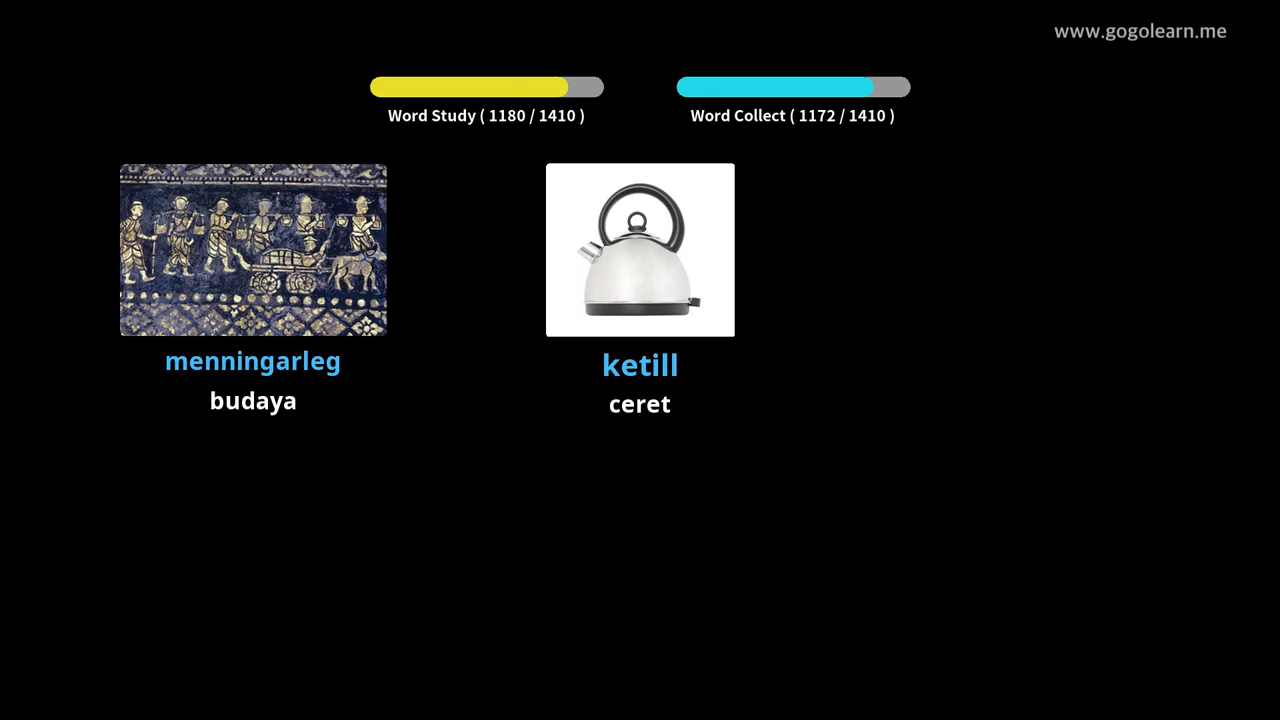 www.gogolearn.me
Word Study ( 1180 / 1410 )
Word Collect ( 1172 / 1410 )
menningarleg
budaya
ketill
ceret